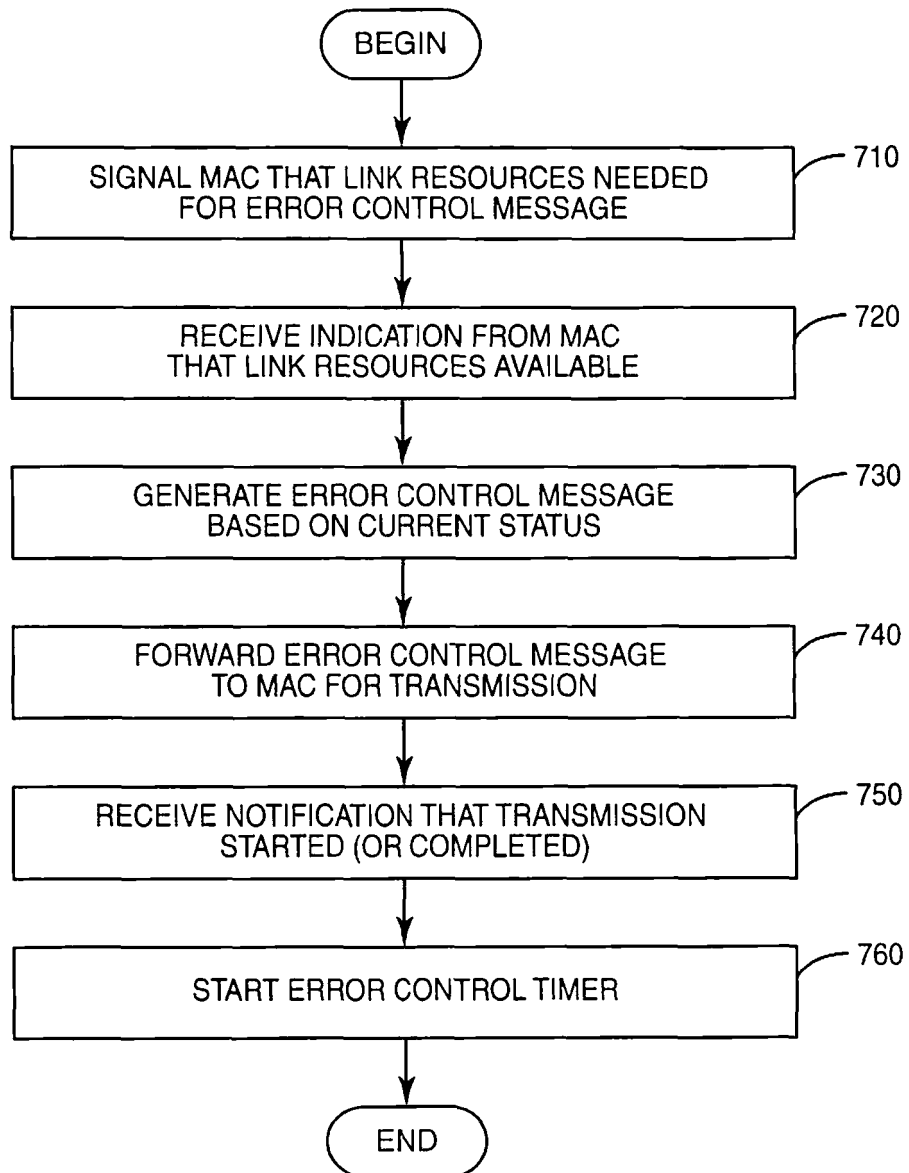 BEGIN
SIGNAL MAC THAT LINK RESOURCES NEEDED
FOR ERROR CONTROL MESSAGE
710
RECEIVE INDICATION FROM MAC
THAT LINK RESOURCES AVAILABLE
720
GENERATE ERROR CONTROL MESSAGE
BASED ON CURRENT STATUS
730
FORWARD ERROR CONTROL MESSAGE
TO MAC FOR TRANSMISSION
740
RECEIVE NOTIFICATION THAT TRANSMISSION
STARTED (OR COMPLETED)
750
START ERROR CONTROL TIMER
760
END